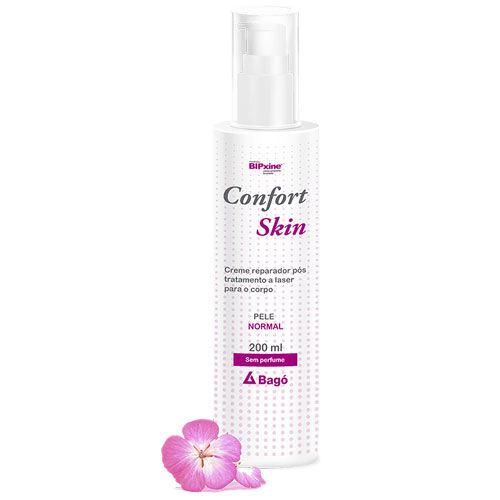 BIPxine®
Confort
Skin
Creme reparador pós
tratamento a laser
para o corpo
PELE
NORMAL
200 ml
Sem perfume
Bagó